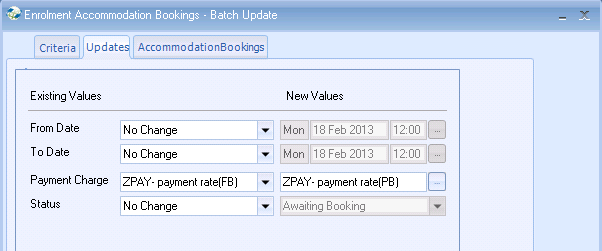 Enrolment Accommodation Bookings - Batch Update
Criteria Updates AccommodationBookings
Existing Values New Values
From Date No Change Mon 18 Feb 2013 12:00 ...
To Date No Change Mon 18 Feb 2013 12:00 ...
Payment Charge ZPAY- payment rate(FB) ZPAY- payment rate(PB) ...
Status No Change Awaiting Booking